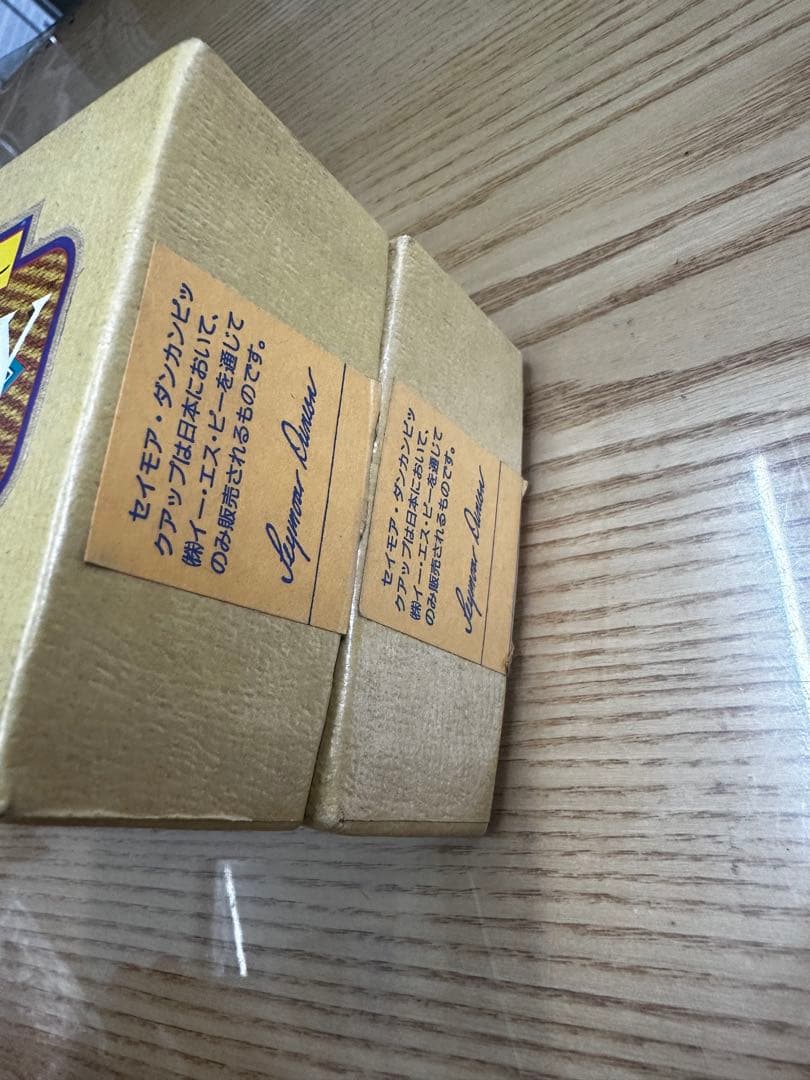 セイモア・ダンカンピッ
クアップは日本において、
㈱イー・エス・ピーを通じて
のみ販売されるものです。
Seymour Duncan
セイモア・ダンカンピッ
クアップは日本において、
㈱イー・エス・ピーを通じて
のみ販売されるものです。
Seymour Duncan